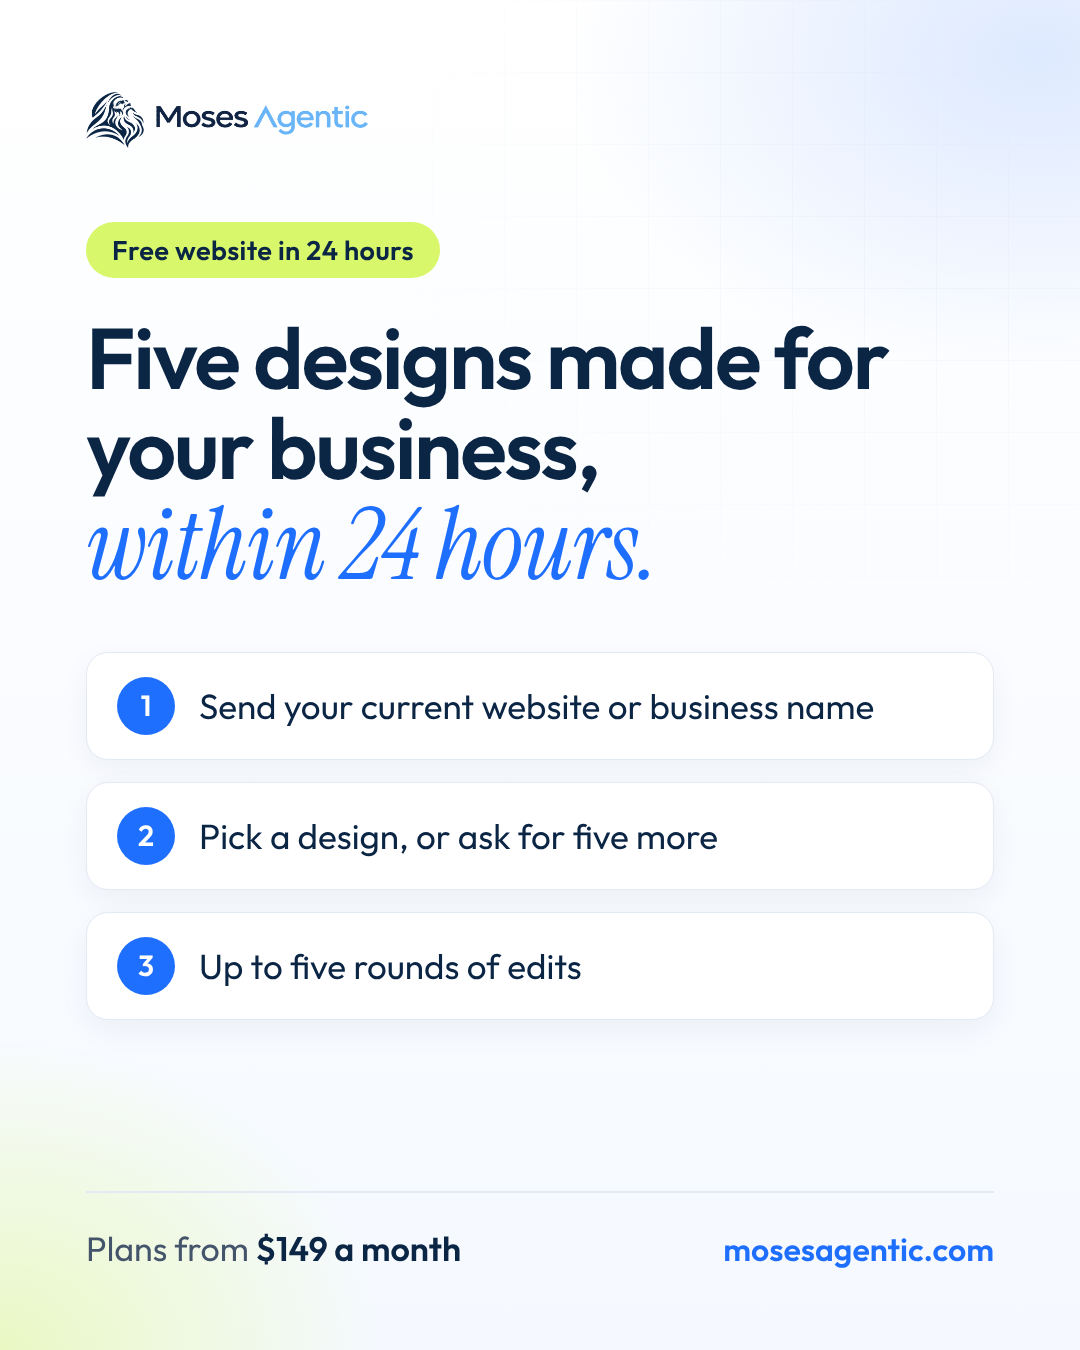 Moses Agentic
Free website in 24 hours
Five designs made for
your business,
within 24 hours.
1 Send your current website or business name
2 Pick a design, or ask for five more
3 Up to five rounds of edits
Plans from $149 a month
mosesagentic.com